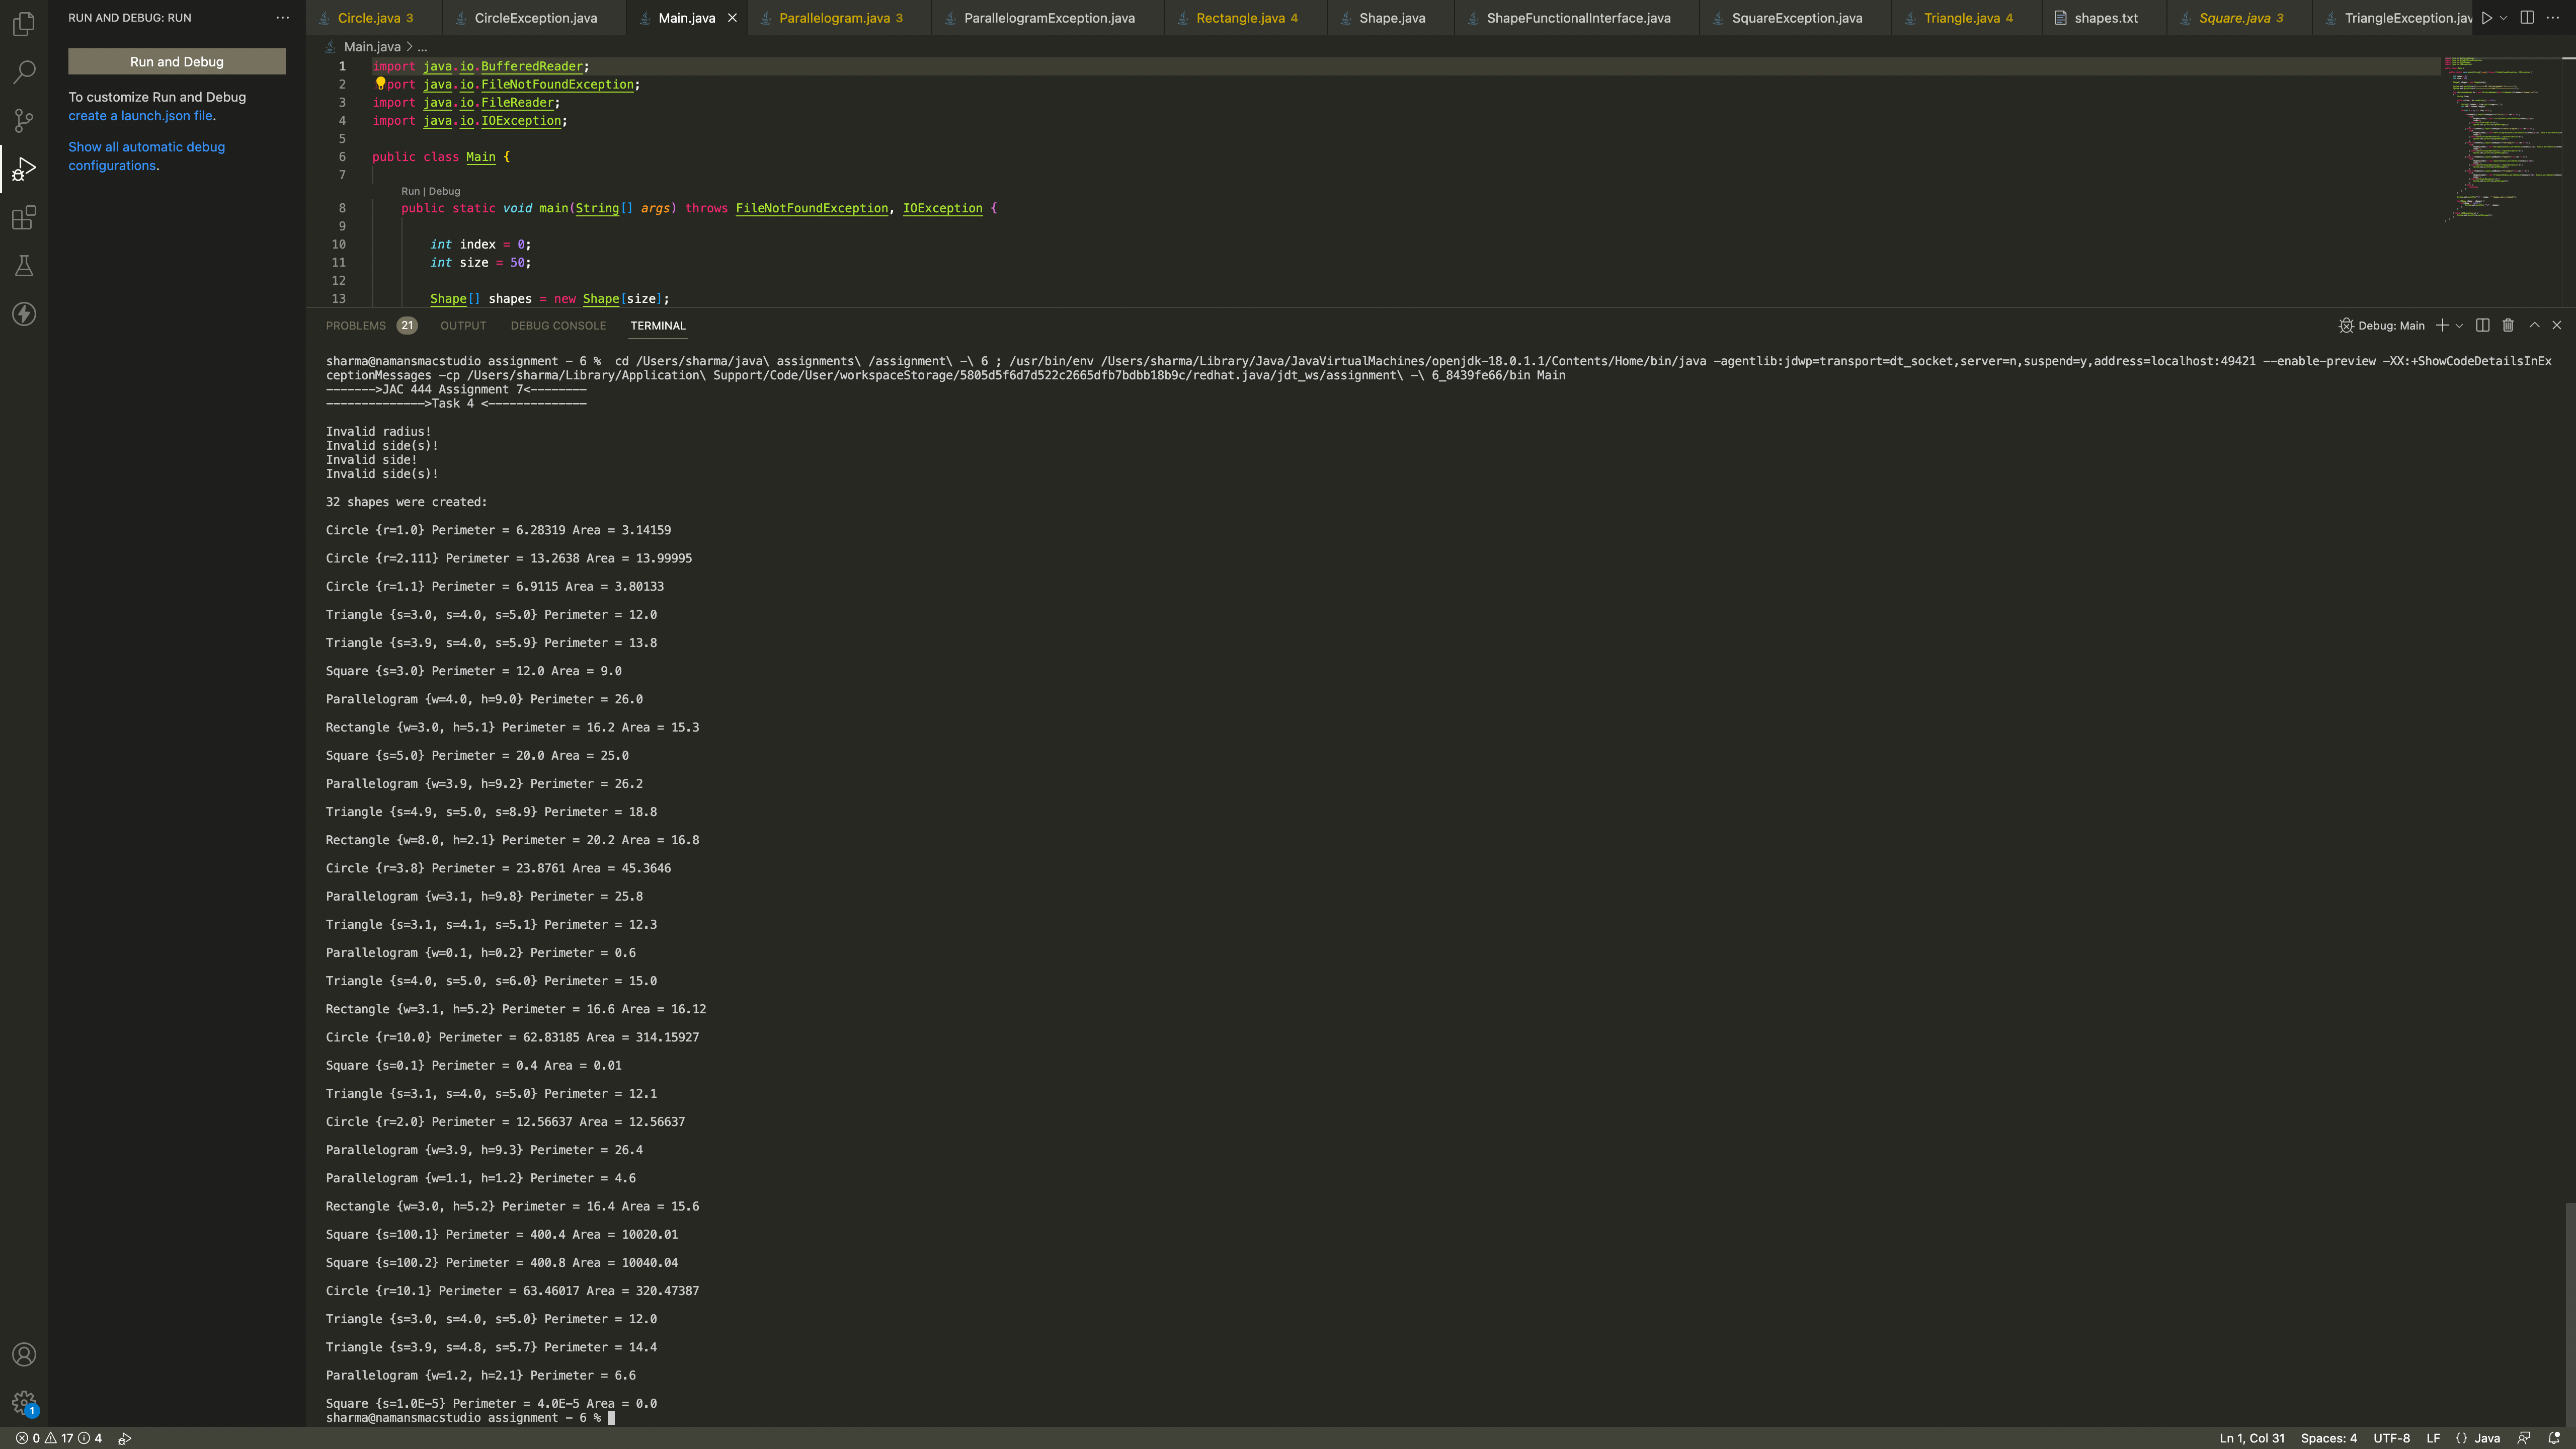 RUN AND DEBUG: RUN
Run and Debug
To customize Run and Debug
create a launch.json file.
Show all automatic debug
configurations.
Circle.java 3
CircleException.java
Main.java
Parallelogram.java 3
ParallelogramException.java
Rectangle.java 4
Shape.java
ShapeFunctionalInterface.java
SquareException.java
Triangle.java 4
shapes.txt
Square.java 3
TriangleException.jav
Main.java > ...
1 import java.io.BufferedReader;
2 port java.io.FileNotFoundException;
3 import java.io.FileReader;
4 import java.io.IOException;
5
6 public class Main {
7
Run | Debug
8 public static void main(String[] args) throws FileNotFoundException, IOException {
9
10 int index = 0;
11 int size = 50;
12
13 Shape[] shapes = new Shape[size];
PROBLEMS 21 OUTPUT DEBUG CONSOLE TERMINAL
Debug: Main
sharma@namansmacstudio assignment - 6 %  cd /Users/sharma/java\ assignments\ /assignment\ -\ 6 ; /usr/bin/env /Users/sharma/Library/Java/JavaVirtualMachines/openjdk-18.0.1.1/Contents/Home/bin/java -agentlib:jdwp=transport=dt_socket,server=n,suspend=y,address=localhost:49421 --enable-preview -XX:+ShowCodeDetailsInEx
ceptionMessages -cp /Users/sharma/Library/Application\ Support/Code/User/workspaceStorage/5805d5f6d7d522c2665dfb7bdbb18b9c/redhat.java/jdt_ws/assignment\ -\ 6_8439fe66/bin Main
------->JAC 444 Assignment 7<--------
-------------->Task 4 <--------------
Invalid radius!
Invalid side(s)!
Invalid side!
Invalid side(s)!
32 shapes were created:
Circle {r=1.0} Perimeter = 6.28319 Area = 3.14159
Circle {r=2.111} Perimeter = 13.2638 Area = 13.99995
Circle {r=1.1} Perimeter = 6.9115 Area = 3.80133
Triangle {s=3.0, s=4.0, s=5.0} Perimeter = 12.0
Triangle {s=3.9, s=4.0, s=5.9} Perimeter = 13.8
Square {s=3.0} Perimeter = 12.0 Area = 9.0
Parallelogram {w=4.0, h=9.0} Perimeter = 26.0
Rectangle {w=3.0, h=5.1} Perimeter = 16.2 Area = 15.3
Square {s=5.0} Perimeter = 20.0 Area = 25.0
Parallelogram {w=3.9, h=9.2} Perimeter = 26.2
Triangle {s=4.9, s=5.0, s=8.9} Perimeter = 18.8
Rectangle {w=8.0, h=2.1} Perimeter = 20.2 Area = 16.8
Circle {r=3.8} Perimeter = 23.8761 Area = 45.3646
Parallelogram {w=3.1, h=9.8} Perimeter = 25.8
Triangle {s=3.1, s=4.1, s=5.1} Perimeter = 12.3
Parallelogram {w=0.1, h=0.2} Perimeter = 0.6
Triangle {s=4.0, s=5.0, s=6.0} Perimeter = 15.0
Rectangle {w=3.1, h=5.2} Perimeter = 16.6 Area = 16.12
Circle {r=10.0} Perimeter = 62.83185 Area = 314.15927
Square {s=0.1} Perimeter = 0.4 Area = 0.01
Triangle {s=3.1, s=4.0, s=5.0} Perimeter = 12.1
Circle {r=2.0} Perimeter = 12.56637 Area = 12.56637
Parallelogram {w=3.9, h=9.3} Perimeter = 26.4
Parallelogram {w=1.1, h=1.2} Perimeter = 4.6
Rectangle {w=3.0, h=5.2} Perimeter = 16.4 Area = 15.6
Square {s=100.1} Perimeter = 400.4 Area = 10020.01
Square {s=100.2} Perimeter = 400.8 Area = 10040.04
Circle {r=10.1} Perimeter = 63.46017 Area = 320.47387
Triangle {s=3.0, s=4.0, s=5.0} Perimeter = 12.0
Triangle {s=3.9, s=4.8, s=5.7} Perimeter = 14.4
Parallelogram {w=1.2, h=2.1} Perimeter = 6.6
Square {s=1.0E-5} Perimeter = 4.0E-5 Area = 0.0
sharma@namansmacstudio assignment - 6 %
1
0 17 4
Ln 1, Col 31 Spaces: 4 UTF-8 LF {} Java